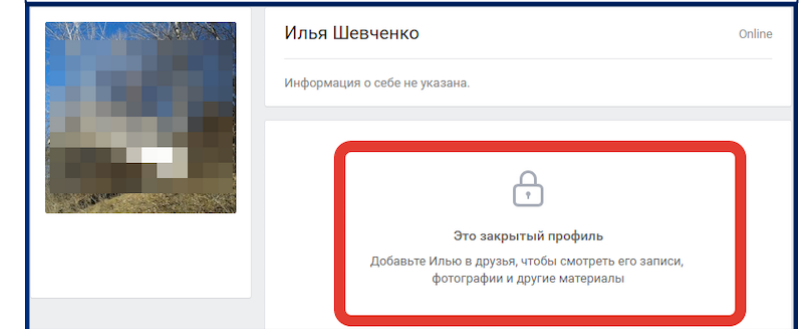 Илья Шевченко
Online
Информация о себе не указана.
Это закрытый профиль
Добавьте Илью в друзья, чтобы смотреть его записи,
фотографии и другие материалы